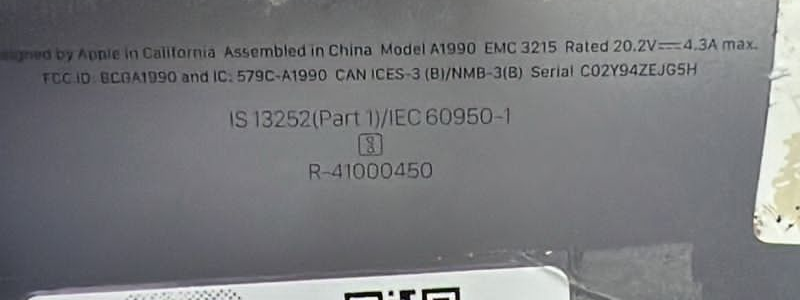 Designed by Apple in California Assembled in China Model A1990 EMC 3215 Rated 20.2V⎓4.3A max.
FCC ID: BCGA1990 and IC: 579C-A1990 CAN ICES-3 (B)/NMB-3(B) Serial C02Y94ZEJG5H
IS 13252(Part 1)/IEC 60950-1
R-41000450